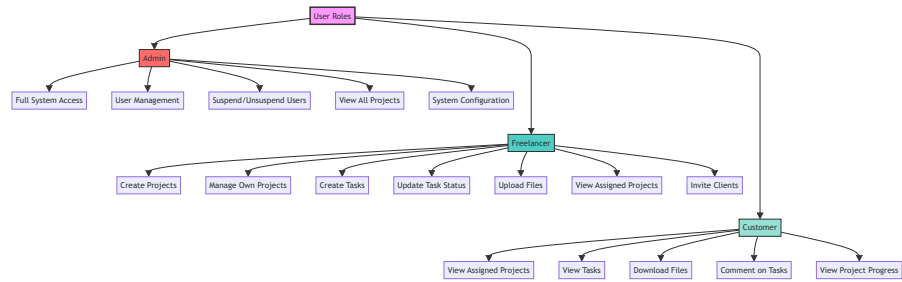 User Roles
Admin
Full System Access
User Management
Suspend/Unsuspend Users
View All Projects
System Configuration
Freelancer
Create Projects
Manage Own Projects
Create Tasks
Update Task Status
Upload Files
View Assigned Projects
Invite Clients
Customer
View Assigned Projects
View Tasks
Download Files
Comment on Tasks
View Project Progress